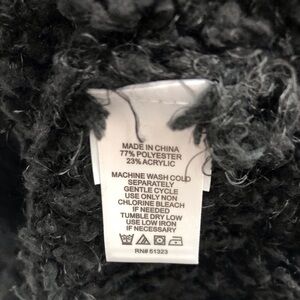 MADE IN CHINA
77% POLYESTER
23% ACRYLIC
MACHINE WASH COLD
SEPARATELY
GENTLE CYCLE
USE ONLY NON
CHLORINE BLEACH
IF NEEDED
TUMBLE DRY LOW
USE LOW IRON
IF NECESSARY
RN# 51323